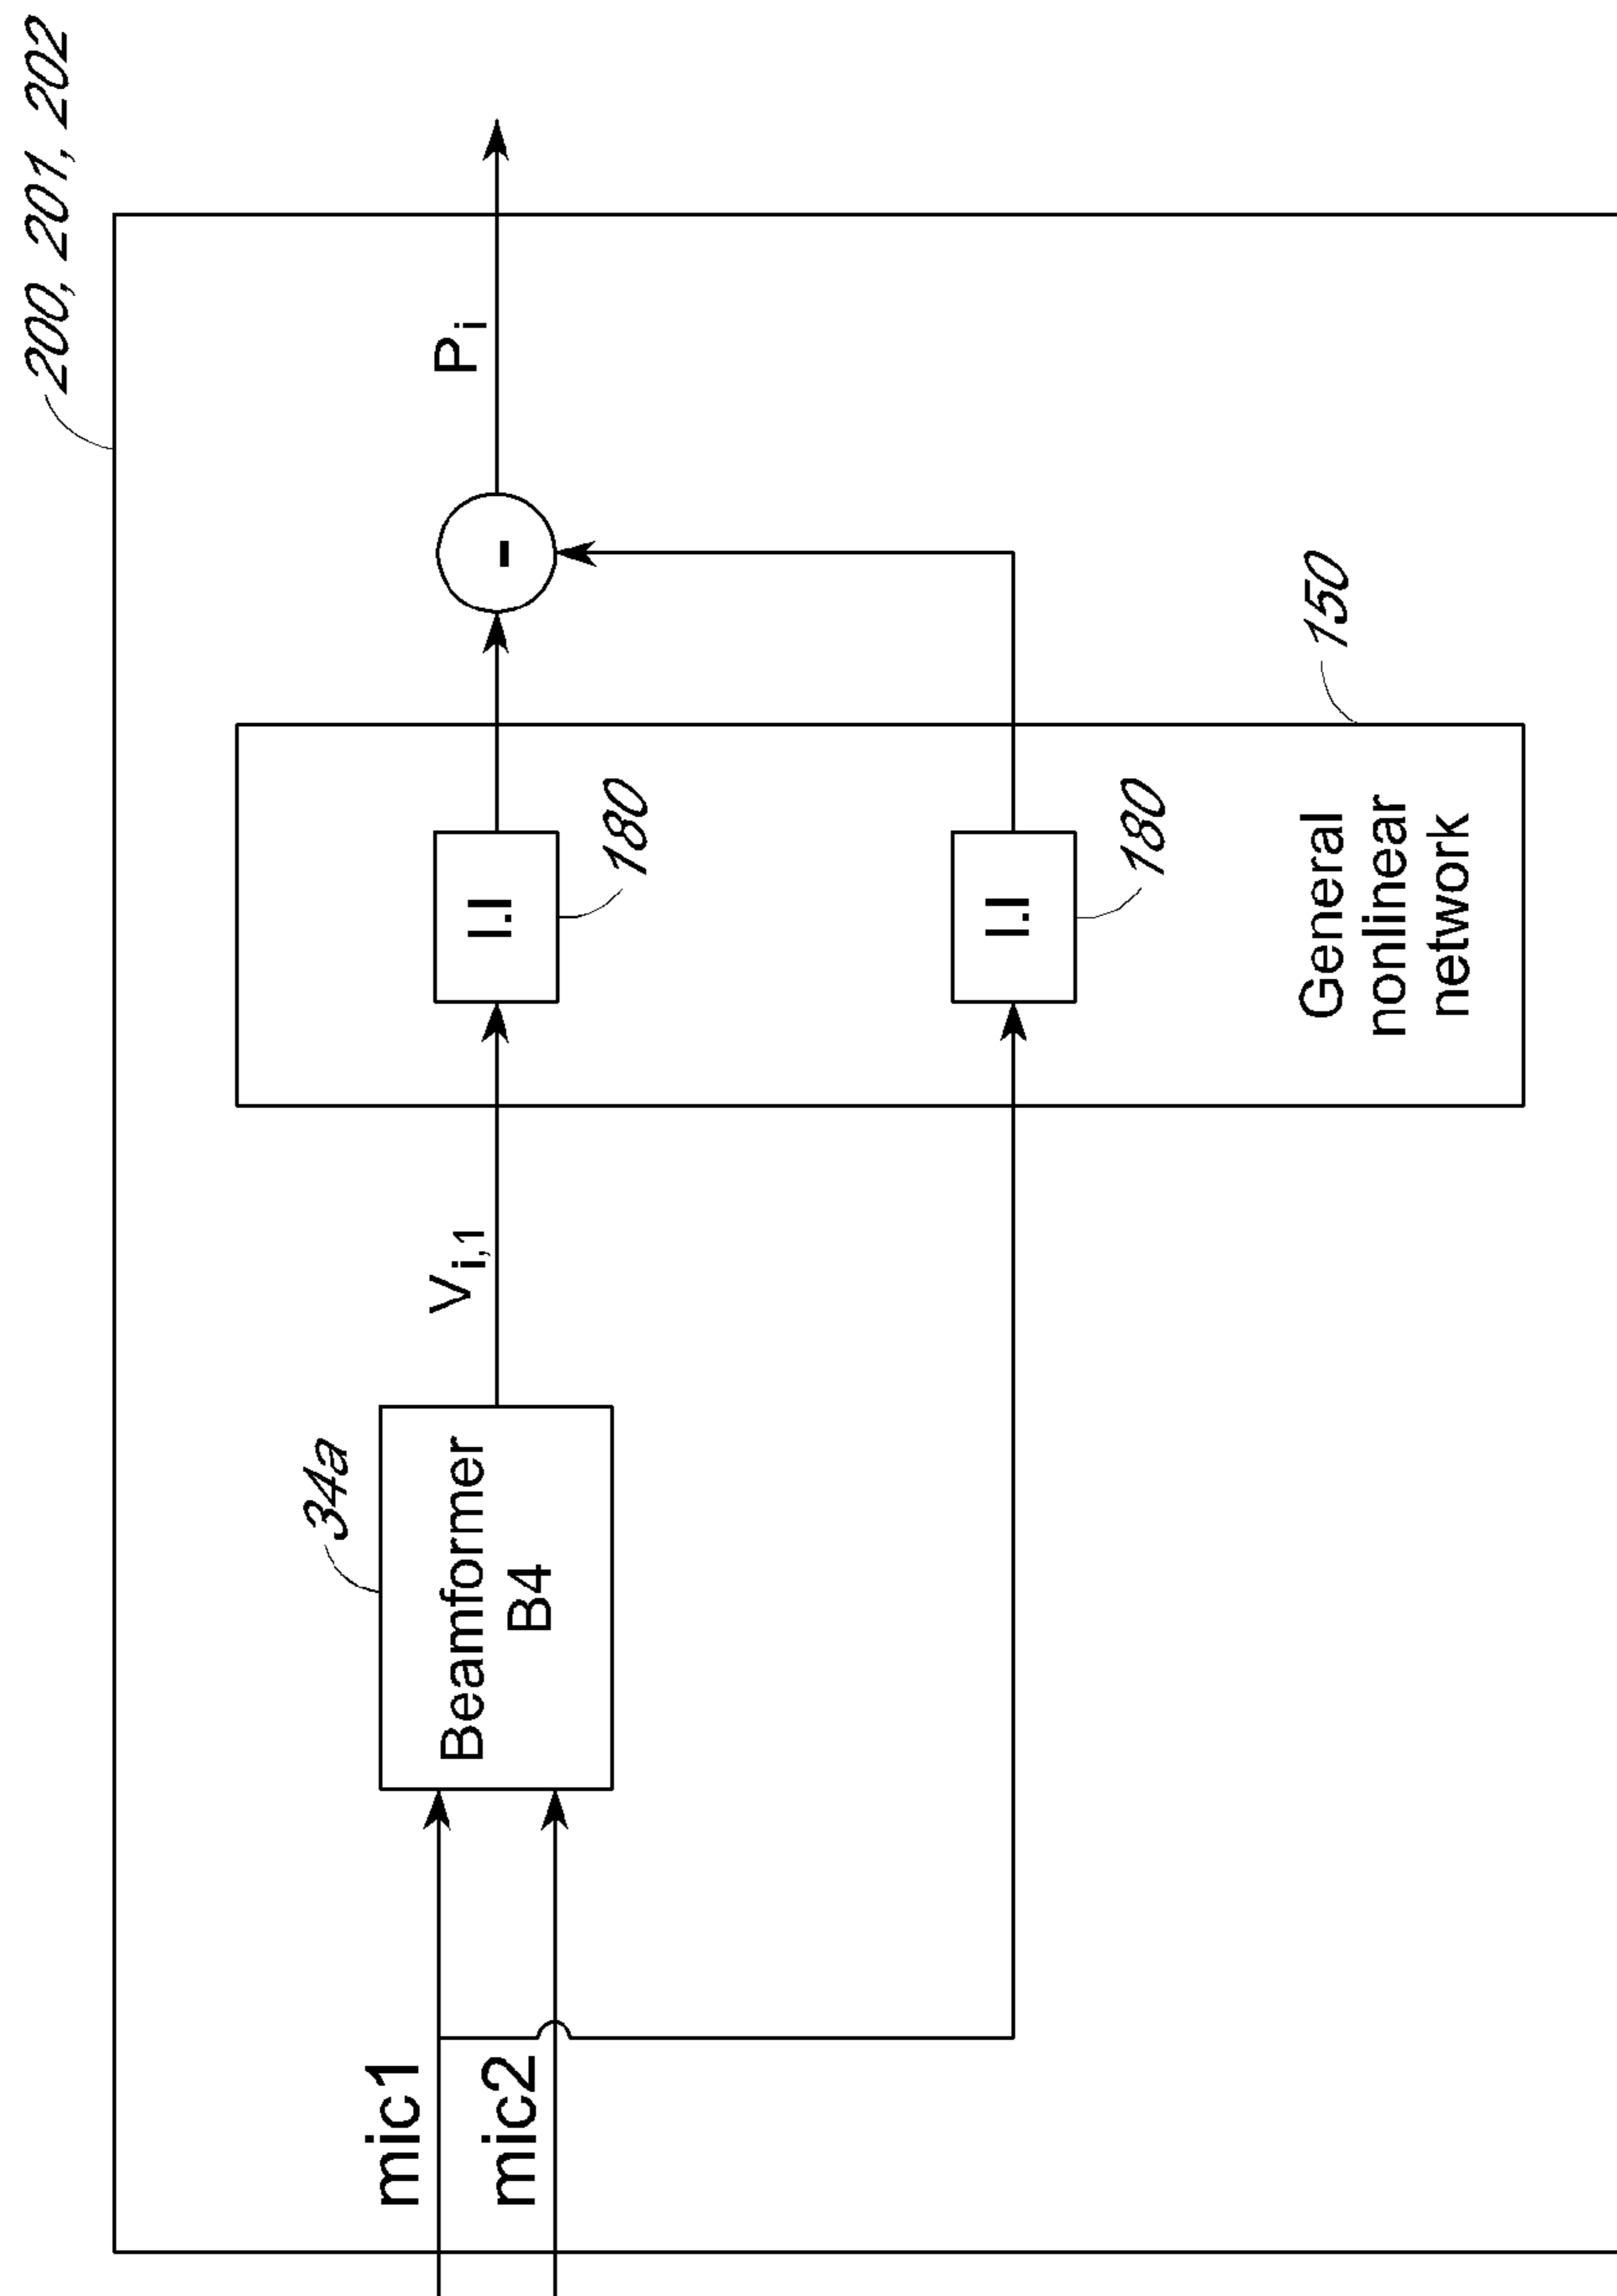 200, 201, 202
mic1
mic2
34a
Beamformer
B4
Vi,1
|.|
180
|.|
180
General
nonlinear
network
150
-
Pi